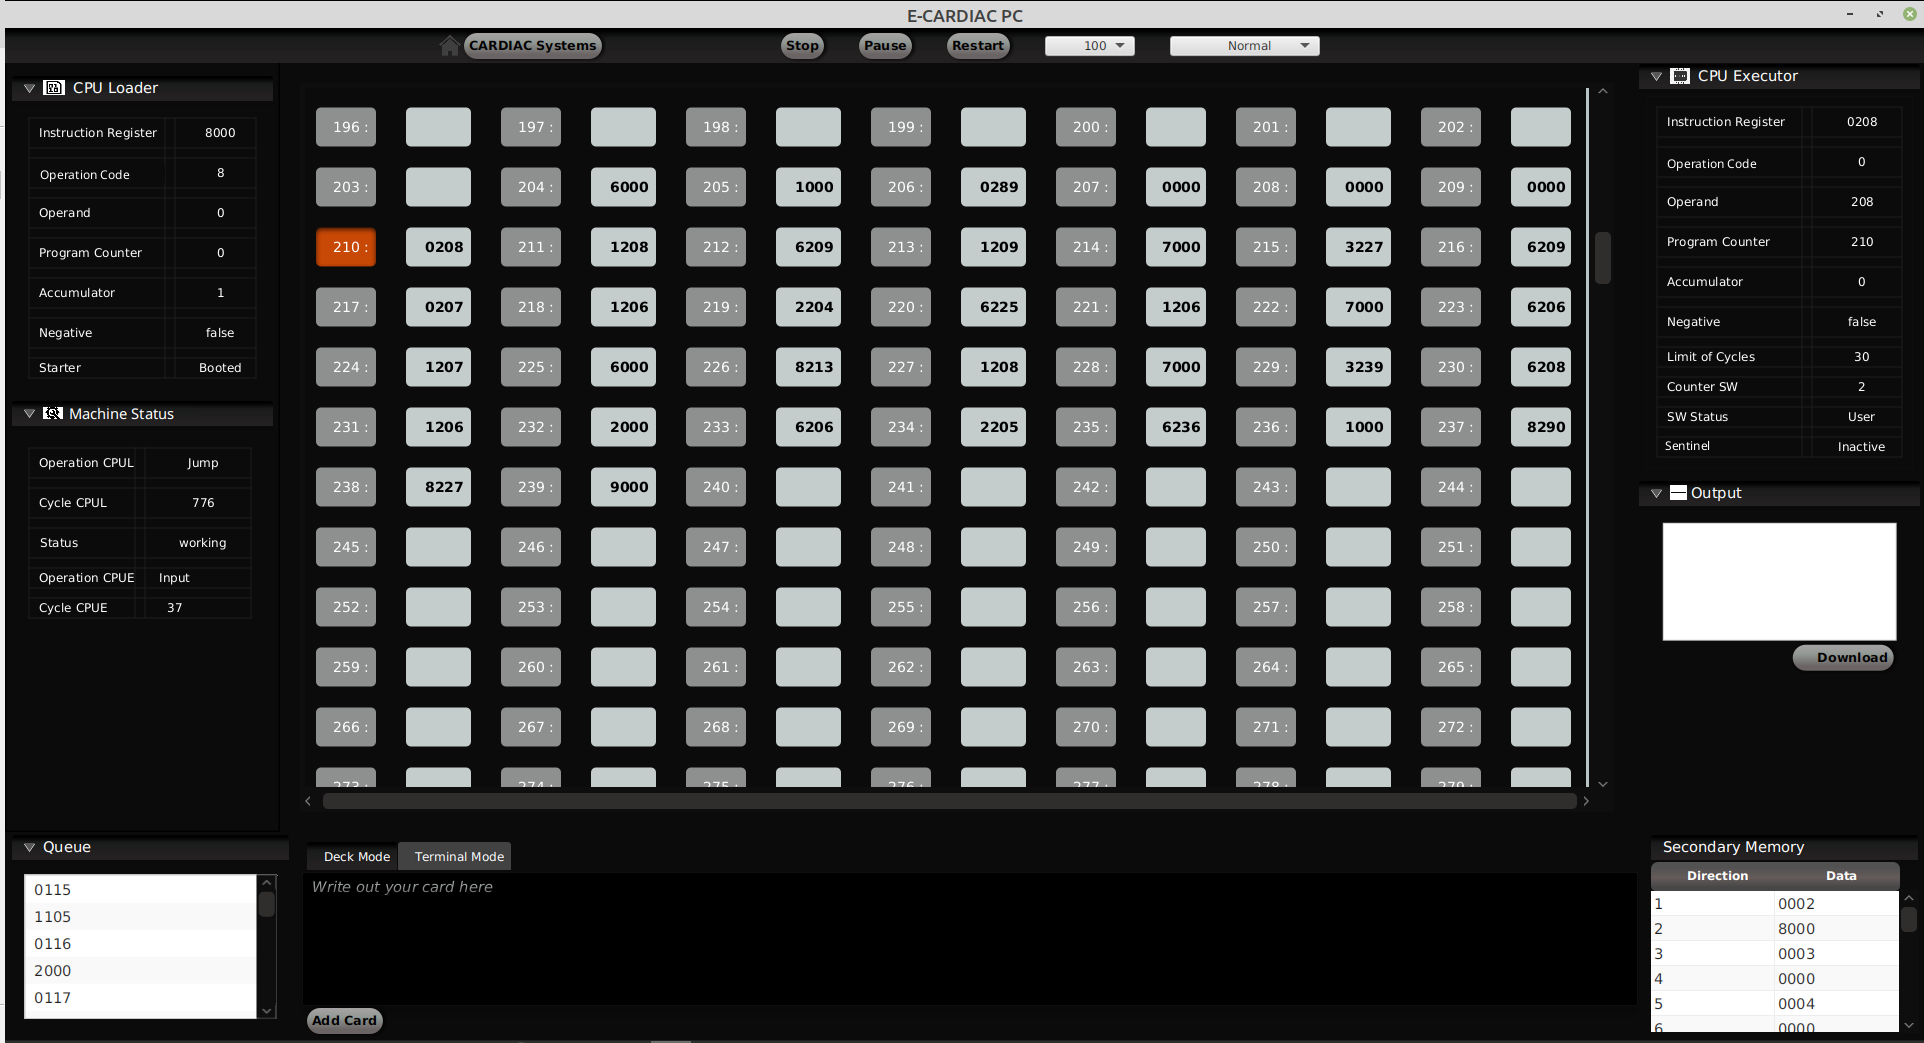 E-CARDIAC PC
CARDIAC Systems Stop Pause Restart 100 Normal
CPU Loader
Instruction Register 8000
Operation Code 8
Operand 0
Program Counter 0
Accumulator 1
Negative false
Starter Booted
Machine Status
Operation CPUL Jump
Cycle CPUL 776
Status working
Operation CPUE Input
Cycle CPUE 37
196 : 197 : 198 : 199 : 200 : 201 : 202 :
203 : 204 : 6000 205 : 1000 206 : 0289 207 : 0000 208 : 0000 209 : 0000
210 : 0208 211 : 1208 212 : 6209 213 : 1209 214 : 7000 215 : 3227 216 : 6209
217 : 0207 218 : 1206 219 : 2204 220 : 6225 221 : 1206 222 : 7000 223 : 6206
224 : 1207 225 : 6000 226 : 8213 227 : 1208 228 : 7000 229 : 3239 230 : 6208
231 : 1206 232 : 2000 233 : 6206 234 : 2205 235 : 6236 236 : 1000 237 : 8290
238 : 8227 239 : 9000 240 : 241 : 242 : 243 : 244 :
245 : 246 : 247 : 248 : 249 : 250 : 251 :
252 : 253 : 254 : 255 : 256 : 257 : 258 :
259 : 260 : 261 : 262 : 263 : 264 : 265 :
266 : 267 : 268 : 269 : 270 : 271 : 272 :
273 : 274 : 275 : 276 : 277 : 278 : 279 :
CPU Executor
Instruction Register 0208
Operation Code 0
Operand 208
Program Counter 210
Accumulator 0
Negative false
Limit of Cycles 30
Counter SW 2
SW Status User
Sentinel Inactive
Output
Download
Queue
0115
1105
0116
2000
0117
Deck Mode Terminal Mode
Write out your card here
Add Card
Secondary Memory
Direction Data
1 0002
2 8000
3 0003
4 0000
5 0004
6 0000